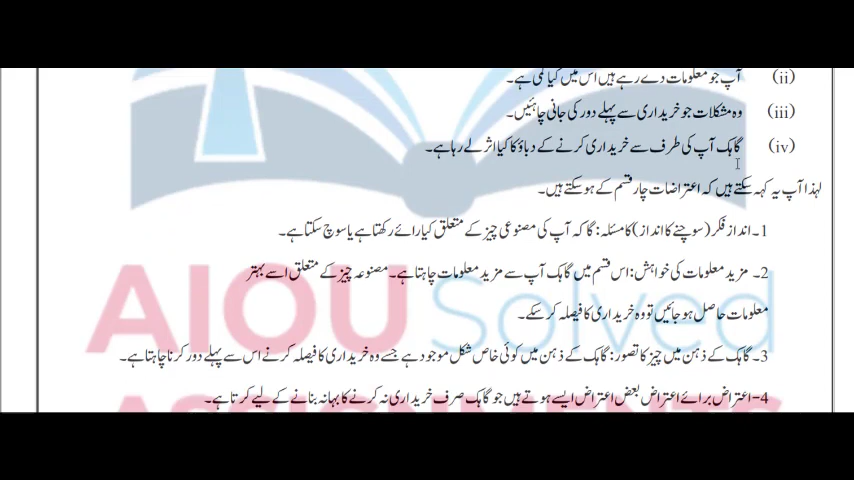 (ii) آپ جو معلومات دے رہے ہیں اس میں کیا کمی ہے۔
(iii) وہ مشکلات جو خریداری سے پہلے دور کی جانی چاہئیں۔
(iv) گاہک آپ کی طرف سے خریداری کرنے کے دباؤ کا کیا اثر لے رہا ہے۔
لہذا آپ یہ کہہ سکتے ہیں کہ اعتراضات چار قسم کے ہو سکتے ہیں۔
1۔ انداز فکر (سوچنے کا انداز) کا مسئلہ: گا کہ آپ کی مصنوعی چیز کے متعلق کیا رائے رکھتا ہے یا سوچ سکتا ہے۔
2۔ مزید معلومات کی خواہش: اس قسم میں گاہک آپ سے مزید معلومات چاہتا ہے۔ مصنوعہ چیز کے متعلق اسے بہتر
معلومات حاصل ہو جائیں تو وہ خریداری کا فیصلہ کر سکے۔
3۔ گاہک کے ذہن میں چیز کا تصور: گاہک کے ذہن میں کوئی خاص شکل موجود ہے جسے وہ خریداری کا فیصلہ کرنے اس سے پہلے دور کرنا چاہتا ہے۔
4- اعتراض برائے اعتراض بعض اعتراض ایسے ہوتے ہیں جو گاہک صرف خریداری نہ کرنے کا بہانہ بنانے کے لیے کرتا ہے۔
AIOU Solved
ASSIGNMENTS